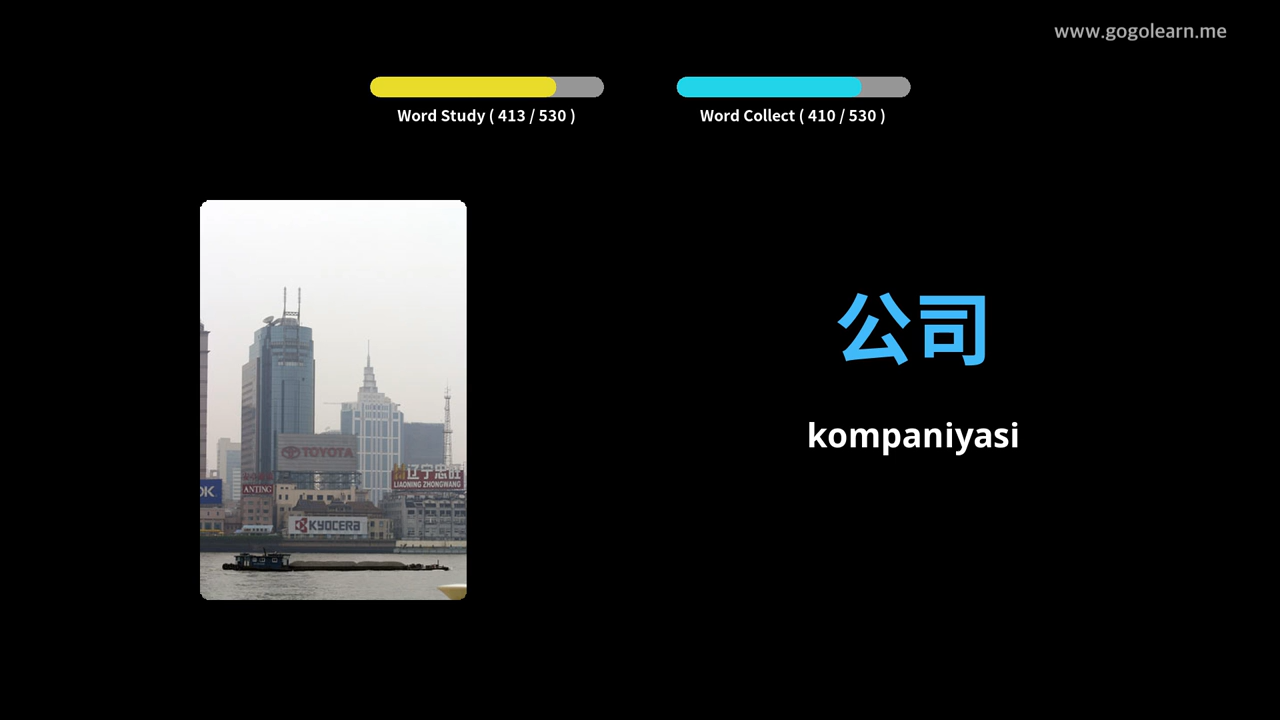 www.gogolearn.me
Word Study ( 413 / 530 )
Word Collect ( 410 / 530 )
公司
kompaniyasi
TOYOTA
辽宁忠旺
LIAONING ZHONGWANG
ANTING
KYOCERA